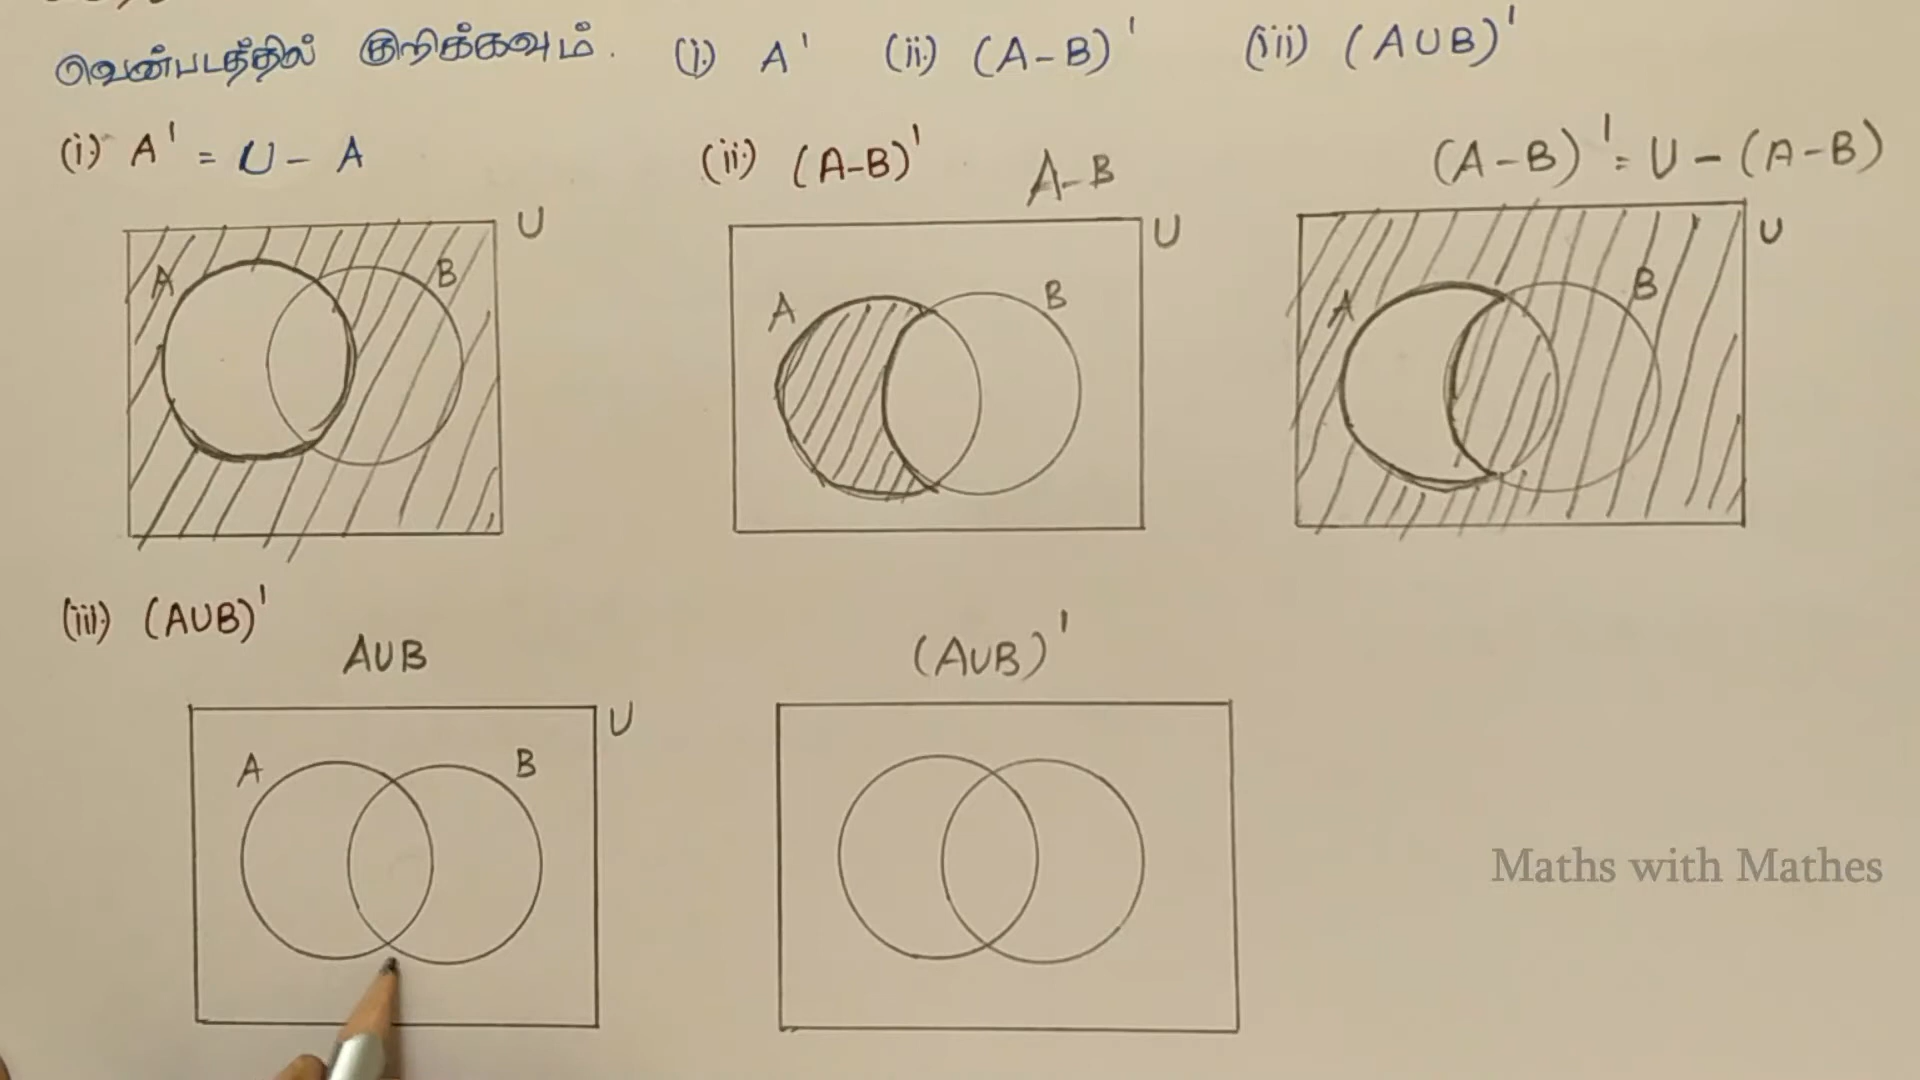 வென்படத்தில் குறிக்கவும். (i) A' (ii) (A-B)' (iii) (A∪B)'
(i) A' = U - A
(ii) (A-B)' A-B
(A-B)' = U - (A-B)
U
A
B
U
A
B
U
A
B
(iii) (A∪B)'
A∪B
(A∪B)'
U
A
B
Maths with Mathes